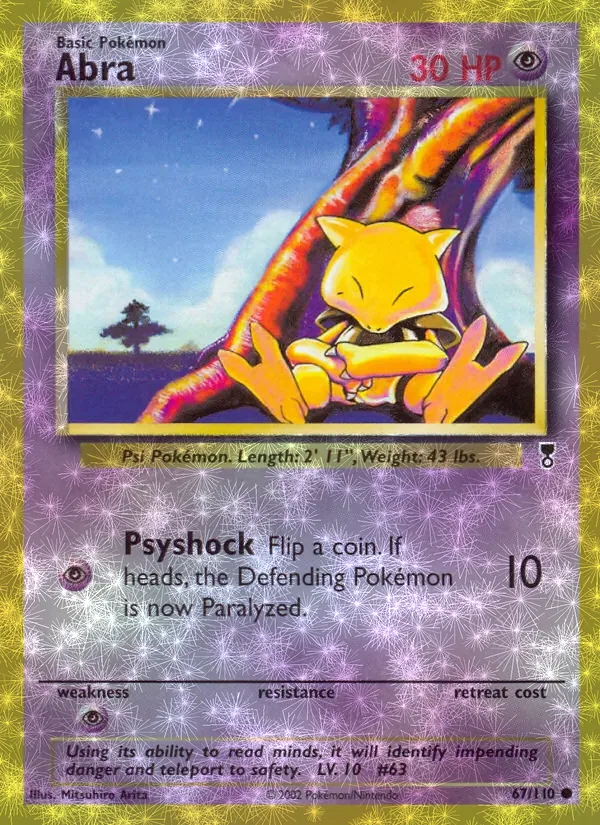 Basic Pokémon
Abra
30 HP
Psi Pokémon. Length: 2' 11", Weight: 43 lbs.
Psyshock Flip a coin. If
heads, the Defending Pokémon
is now Paralyzed.
10
weakness resistance retreat cost
Using its ability to read minds, it will identify impending
danger and teleport to safety. LV. 10 #63
Illus. Mitsuhiro Arita © 2002 Pokémon/Nintendo 67/110